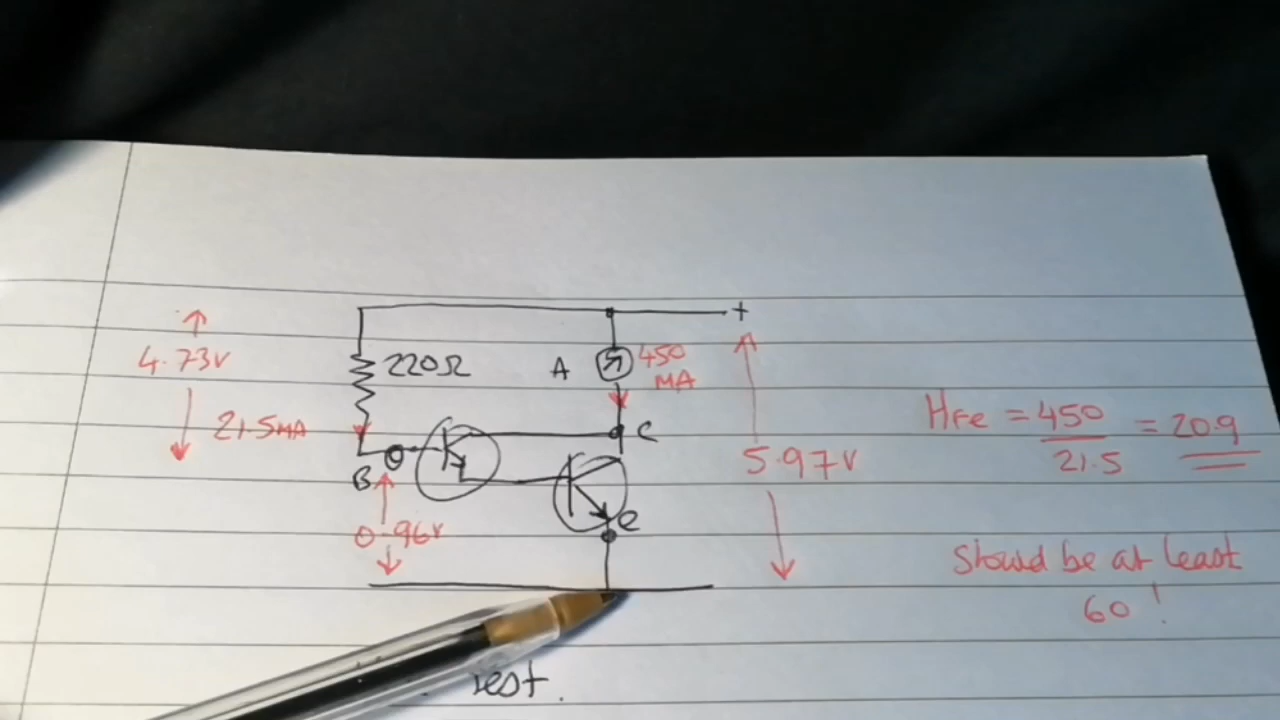 +
4.73V
220Ω
A
450
MA
21.5MA
C
B
HFe = 450 = 20.9
21.5
5.97V
0.96V
e
Should be at least
60!
test.